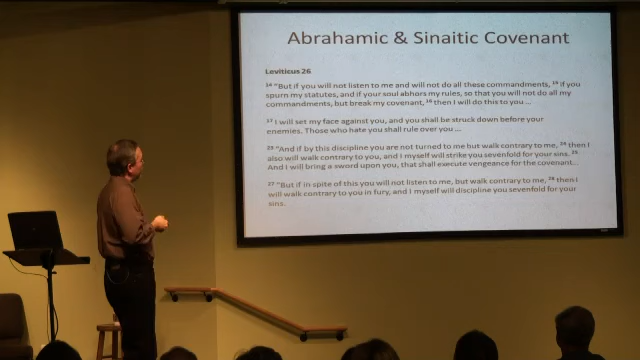 Abrahamic & Sinaitic Covenant
Leviticus 26
14 "But if you will not listen to me and will not do all these commandments, 15 if you
spurn my statutes, and if your soul abhors my rules, so that you will not do all my
commandments, but break my covenant, 16 then I will do this to you ...
17 I will set my face against you, and you shall be struck down before your
enemies. Those who hate you shall rule over you ...
23 "And if by this discipline you are not turned to me but walk contrary to me, 24 then I
also will walk contrary to you, and I myself will strike you sevenfold for your sins. 25
And I will bring a sword upon you, that shall execute vengeance for the covenant...
27 "But if in spite of this you will not listen to me, but walk contrary to me, 28 then I
will walk contrary to you in fury, and I myself will discipline you sevenfold for your
sins.